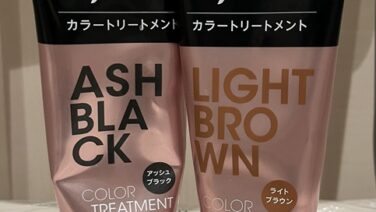 カラートリートメント
ASH
BLA
CK
アッシュ
ブラック
COLOR
TREATMENT
カラートリートメント
LIGHT
BRO
WN
ライト
ブラウン
COLOR